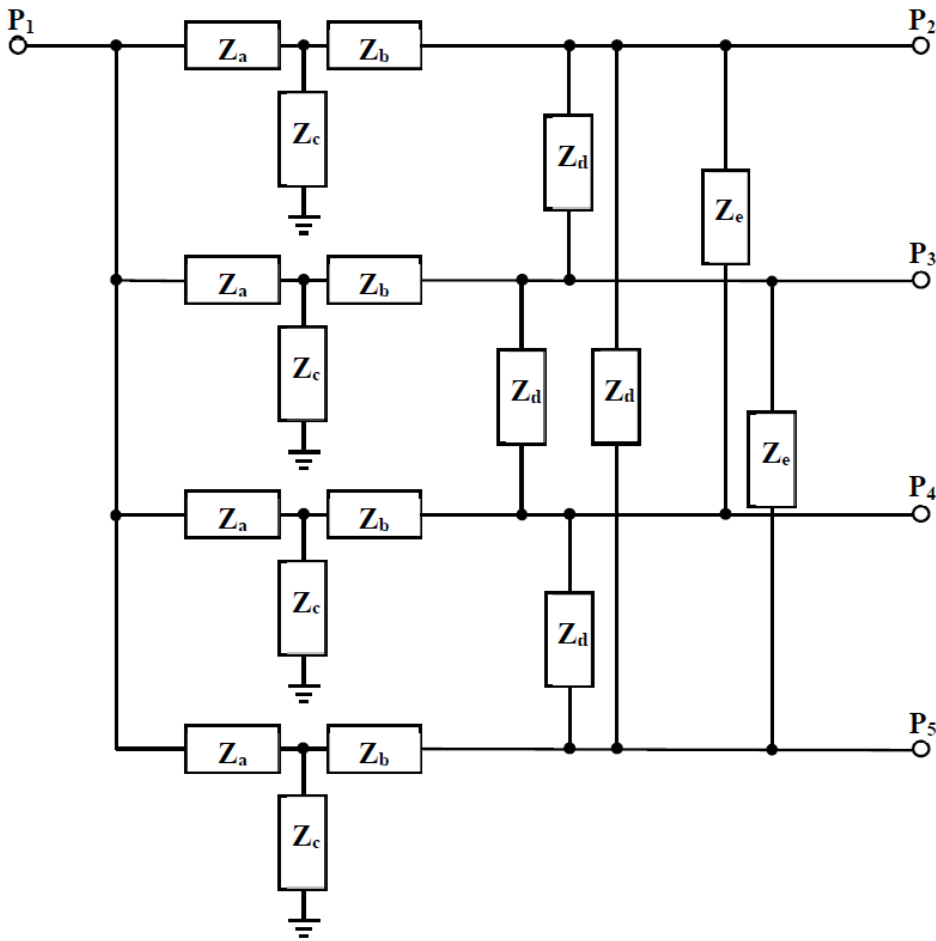 P1 Za Zb P2
Zc Zd
Ze
Za Zb P3
Zc Zd Zd
Ze
Za Zb P4
Zc Zd
Za Zb P5
Zc